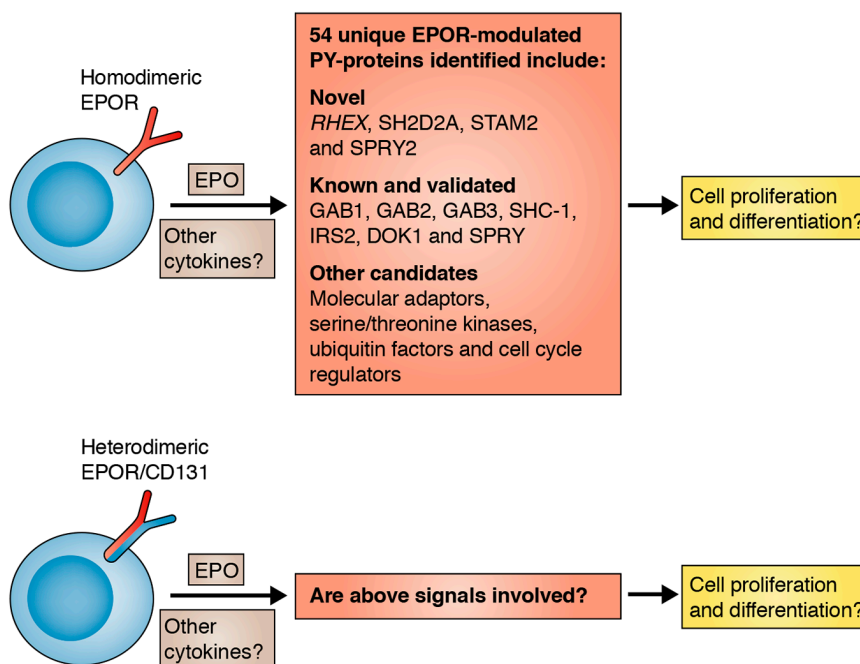 Homodimeric
EPOR
EPO
Other
cytokines?
54 unique EPOR-modulated
PY-proteins identified include:
Novel
RHEX, SH2D2A, STAM2
and SPRY2
Known and validated
GAB1, GAB2, GAB3, SHC-1,
IRS2, DOK1 and SPRY
Other candidates
Molecular adaptors,
serine/threonine kinases,
ubiquitin factors and cell cycle
regulators
Cell proliferation
and differentiation?
Heterodimeric
EPOR/CD131
EPO
Other
cytokines?
Are above signals involved?
Cell proliferation
and differentiation?